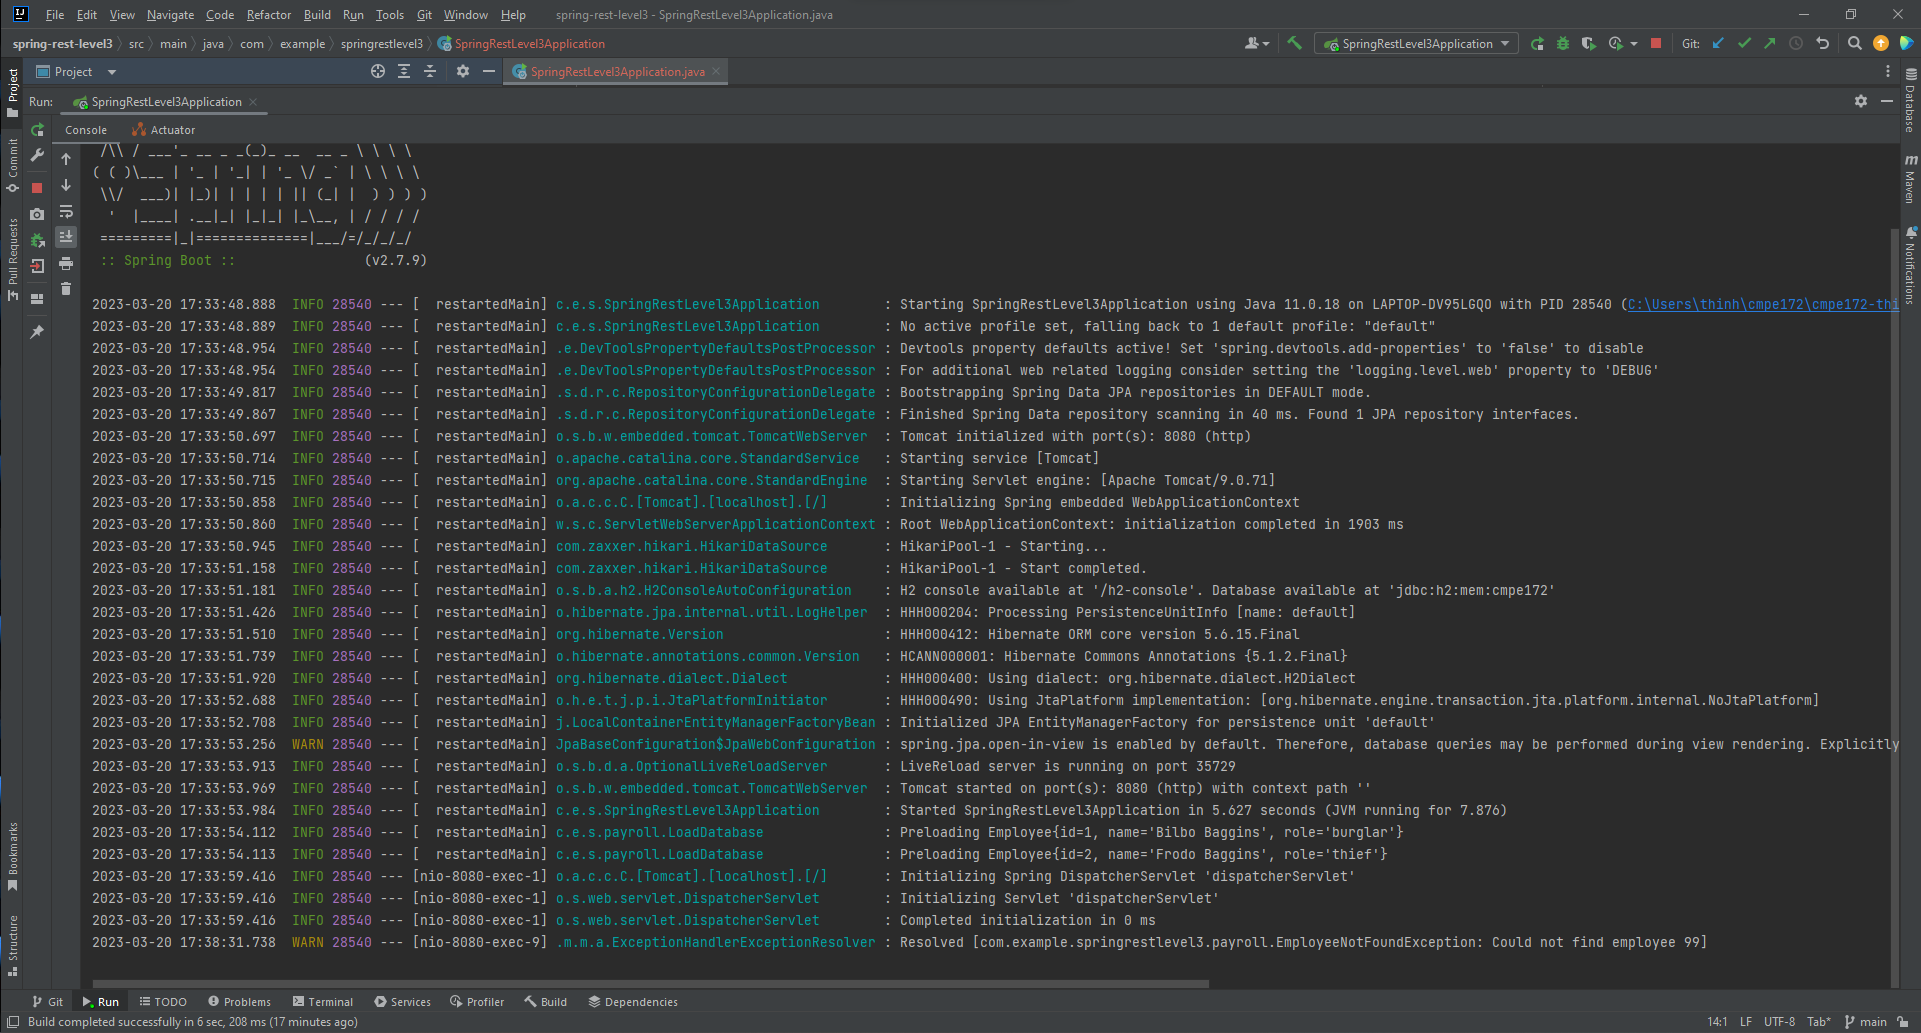 File Edit View Navigate Code Refactor Build Run Tools Git Window Help spring-rest-level3 - SpringRestLevel3Application.java
spring-rest-level3 src main java com example springrestlevel3 SpringRestLevel3Application SpringRestLevel3Application Git:
Project SpringRestLevel3Application.java
Run: SpringRestLevel3Application
Console Actuator
 /\\ / ___'_ __ _ _(_)_ __  __ _ \ \ \ \
( ( )\___ | '_ | '_| | '_ \/ _` | \ \ \ \
 \\/  ___)| |_)| | | | | || (_| |  ) ) ) )
  '  |____| .__|_| |_|_| |_\__, | / / / /
 =========|_|==============|___/=/_/_/_/
 :: Spring Boot ::                (v2.7.9)
2023-03-20 17:33:48.888  INFO 28540 --- [  restartedMain] c.e.s.SpringRestLevel3Application        : Starting SpringRestLevel3Application using Java 11.0.18 on LAPTOP-DV95LGQO with PID 28540 (C:\Users\thinh\cmpe172\cmpe172-thi
2023-03-20 17:33:48.889  INFO 28540 --- [  restartedMain] c.e.s.SpringRestLevel3Application        : No active profile set, falling back to 1 default profile: "default"
2023-03-20 17:33:48.954  INFO 28540 --- [  restartedMain] .e.DevToolsPropertyDefaultsPostProcessor : Devtools property defaults active! Set 'spring.devtools.add-properties' to 'false' to disable
2023-03-20 17:33:48.954  INFO 28540 --- [  restartedMain] .e.DevToolsPropertyDefaultsPostProcessor : For additional web related logging consider setting the 'logging.level.web' property to 'DEBUG'
2023-03-20 17:33:49.817  INFO 28540 --- [  restartedMain] .s.d.r.c.RepositoryConfigurationDelegate : Bootstrapping Spring Data JPA repositories in DEFAULT mode.
2023-03-20 17:33:49.867  INFO 28540 --- [  restartedMain] .s.d.r.c.RepositoryConfigurationDelegate : Finished Spring Data repository scanning in 40 ms. Found 1 JPA repository interfaces.
2023-03-20 17:33:50.697  INFO 28540 --- [  restartedMain] o.s.b.w.embedded.tomcat.TomcatWebServer  : Tomcat initialized with port(s): 8080 (http)
2023-03-20 17:33:50.714  INFO 28540 --- [  restartedMain] o.apache.catalina.core.StandardService   : Starting service [Tomcat]
2023-03-20 17:33:50.715  INFO 28540 --- [  restartedMain] org.apache.catalina.core.StandardEngine  : Starting Servlet engine: [Apache Tomcat/9.0.71]
2023-03-20 17:33:50.858  INFO 28540 --- [  restartedMain] o.a.c.c.C.[Tomcat].[localhost].[/]       : Initializing Spring embedded WebApplicationContext
2023-03-20 17:33:50.860  INFO 28540 --- [  restartedMain] w.s.c.ServletWebServerApplicationContext : Root WebApplicationContext: initialization completed in 1903 ms
2023-03-20 17:33:50.945  INFO 28540 --- [  restartedMain] com.zaxxer.hikari.HikariDataSource       : HikariPool-1 - Starting...
2023-03-20 17:33:51.158  INFO 28540 --- [  restartedMain] com.zaxxer.hikari.HikariDataSource       : HikariPool-1 - Start completed.
2023-03-20 17:33:51.181  INFO 28540 --- [  restartedMain] o.s.b.a.h2.H2ConsoleAutoConfiguration    : H2 console available at '/h2-console'. Database available at 'jdbc:h2:mem:cmpe172'
2023-03-20 17:33:51.426  INFO 28540 --- [  restartedMain] o.hibernate.jpa.internal.util.LogHelper  : HHH000204: Processing PersistenceUnitInfo [name: default]
2023-03-20 17:33:51.510  INFO 28540 --- [  restartedMain] org.hibernate.Version                    : HHH000412: Hibernate ORM core version 5.6.15.Final
2023-03-20 17:33:51.739  INFO 28540 --- [  restartedMain] o.hibernate.annotations.common.Version   : HCANN000001: Hibernate Commons Annotations {5.1.2.Final}
2023-03-20 17:33:51.920  INFO 28540 --- [  restartedMain] org.hibernate.dialect.Dialect            : HHH000400: Using dialect: org.hibernate.dialect.H2Dialect
2023-03-20 17:33:52.688  INFO 28540 --- [  restartedMain] o.h.e.t.j.p.i.JtaPlatformInitiator       : HHH000490: Using JtaPlatform implementation: [org.hibernate.engine.transaction.jta.platform.internal.NoJtaPlatform]
2023-03-20 17:33:52.708  INFO 28540 --- [  restartedMain] j.LocalContainerEntityManagerFactoryBean : Initialized JPA EntityManagerFactory for persistence unit 'default'
2023-03-20 17:33:53.256  WARN 28540 --- [  restartedMain] JpaBaseConfiguration$JpaWebConfiguration : spring.jpa.open-in-view is enabled by default. Therefore, database queries may be performed during view rendering. Explicitly
2023-03-20 17:33:53.913  INFO 28540 --- [  restartedMain] o.s.b.d.a.OptionalLiveReloadServer       : LiveReload server is running on port 35729
2023-03-20 17:33:53.969  INFO 28540 --- [  restartedMain] o.s.b.w.embedded.tomcat.TomcatWebServer  : Tomcat started on port(s): 8080 (http) with context path ''
2023-03-20 17:33:53.984  INFO 28540 --- [  restartedMain] c.e.s.SpringRestLevel3Application        : Started SpringRestLevel3Application in 5.627 seconds (JVM running for 7.876)
2023-03-20 17:33:54.112  INFO 28540 --- [  restartedMain] c.e.s.payroll.LoadDatabase               : Preloading Employee{id=1, name='Bilbo Baggins', role='burglar'}
2023-03-20 17:33:54.113  INFO 28540 --- [  restartedMain] c.e.s.payroll.LoadDatabase               : Preloading Employee{id=2, name='Frodo Baggins', role='thief'}
2023-03-20 17:33:59.416  INFO 28540 --- [nio-8080-exec-1] o.a.c.c.C.[Tomcat].[localhost].[/]       : Initializing Spring DispatcherServlet 'dispatcherServlet'
2023-03-20 17:33:59.416  INFO 28540 --- [nio-8080-exec-1] o.s.web.servlet.DispatcherServlet        : Initializing Servlet 'dispatcherServlet'
2023-03-20 17:33:59.416  INFO 28540 --- [nio-8080-exec-1] o.s.web.servlet.DispatcherServlet        : Completed initialization in 0 ms
2023-03-20 17:38:31.738  WARN 28540 --- [nio-8080-exec-9] .m.m.a.ExceptionHandlerExceptionResolver : Resolved [com.example.springrestlevel3.payroll.EmployeeNotFoundException: Could not find employee 99]
Project
Commit
Pull Requests
Bookmarks
Structure
Database
Maven
Notifications
Git Run TODO Problems Terminal Services Profiler Build Dependencies
Build completed successfully in 6 sec, 208 ms (17 minutes ago) 14:1 LF UTF-8 Tab* main